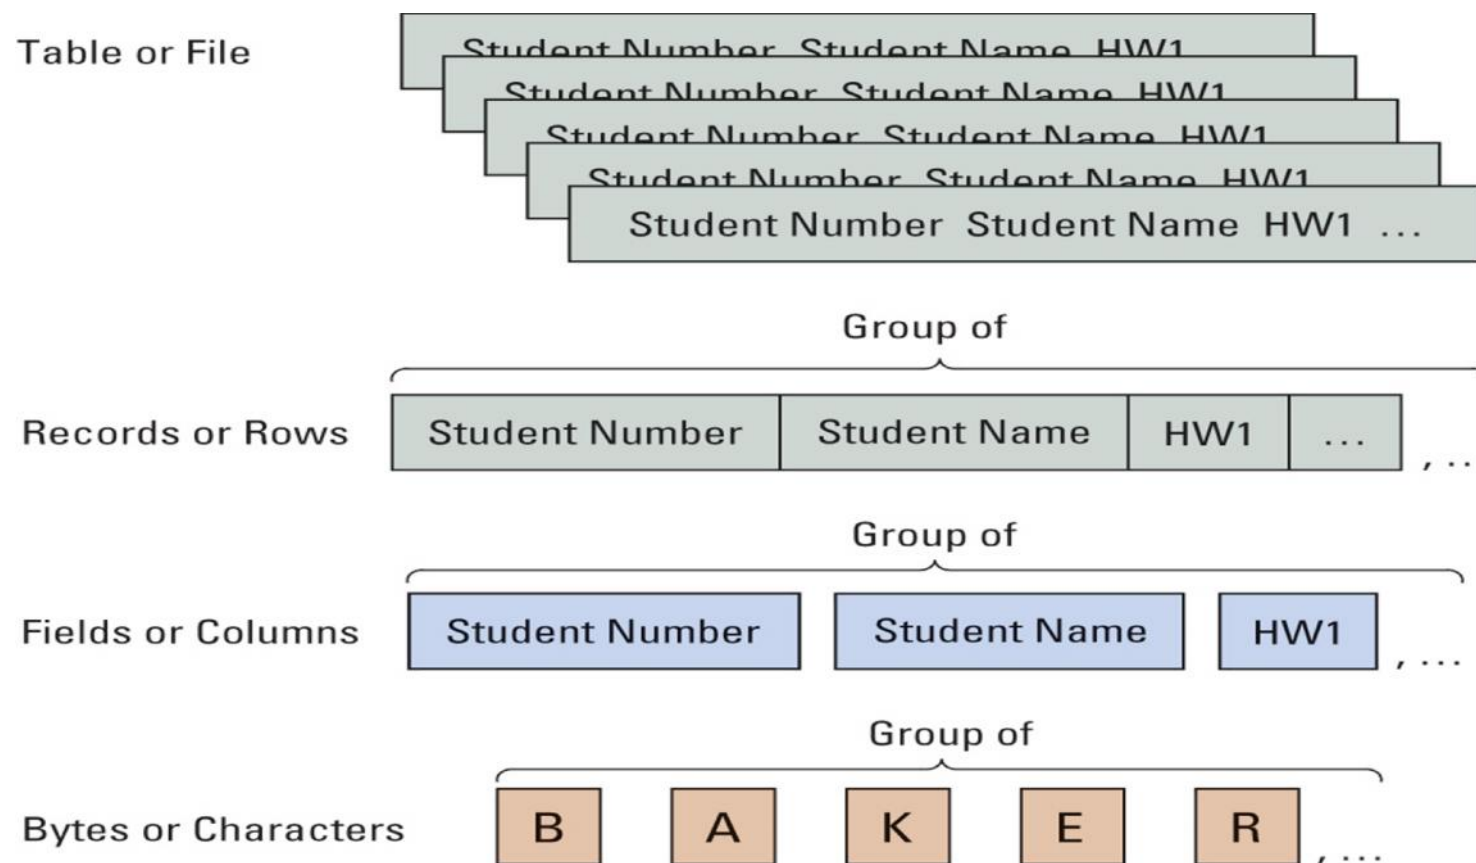 Table or File
Student Number Student Name HW1
Student Number Student Name HW1
Student Number Student Name HW1
Student Number Student Name HW1
Student Number Student Name HW1 ...
Group of
Records or Rows Student Number Student Name HW1 ... , ..
Group of
Fields or Columns Student Number Student Name HW1 , ...
Group of
Bytes or Characters B A K E R , ...